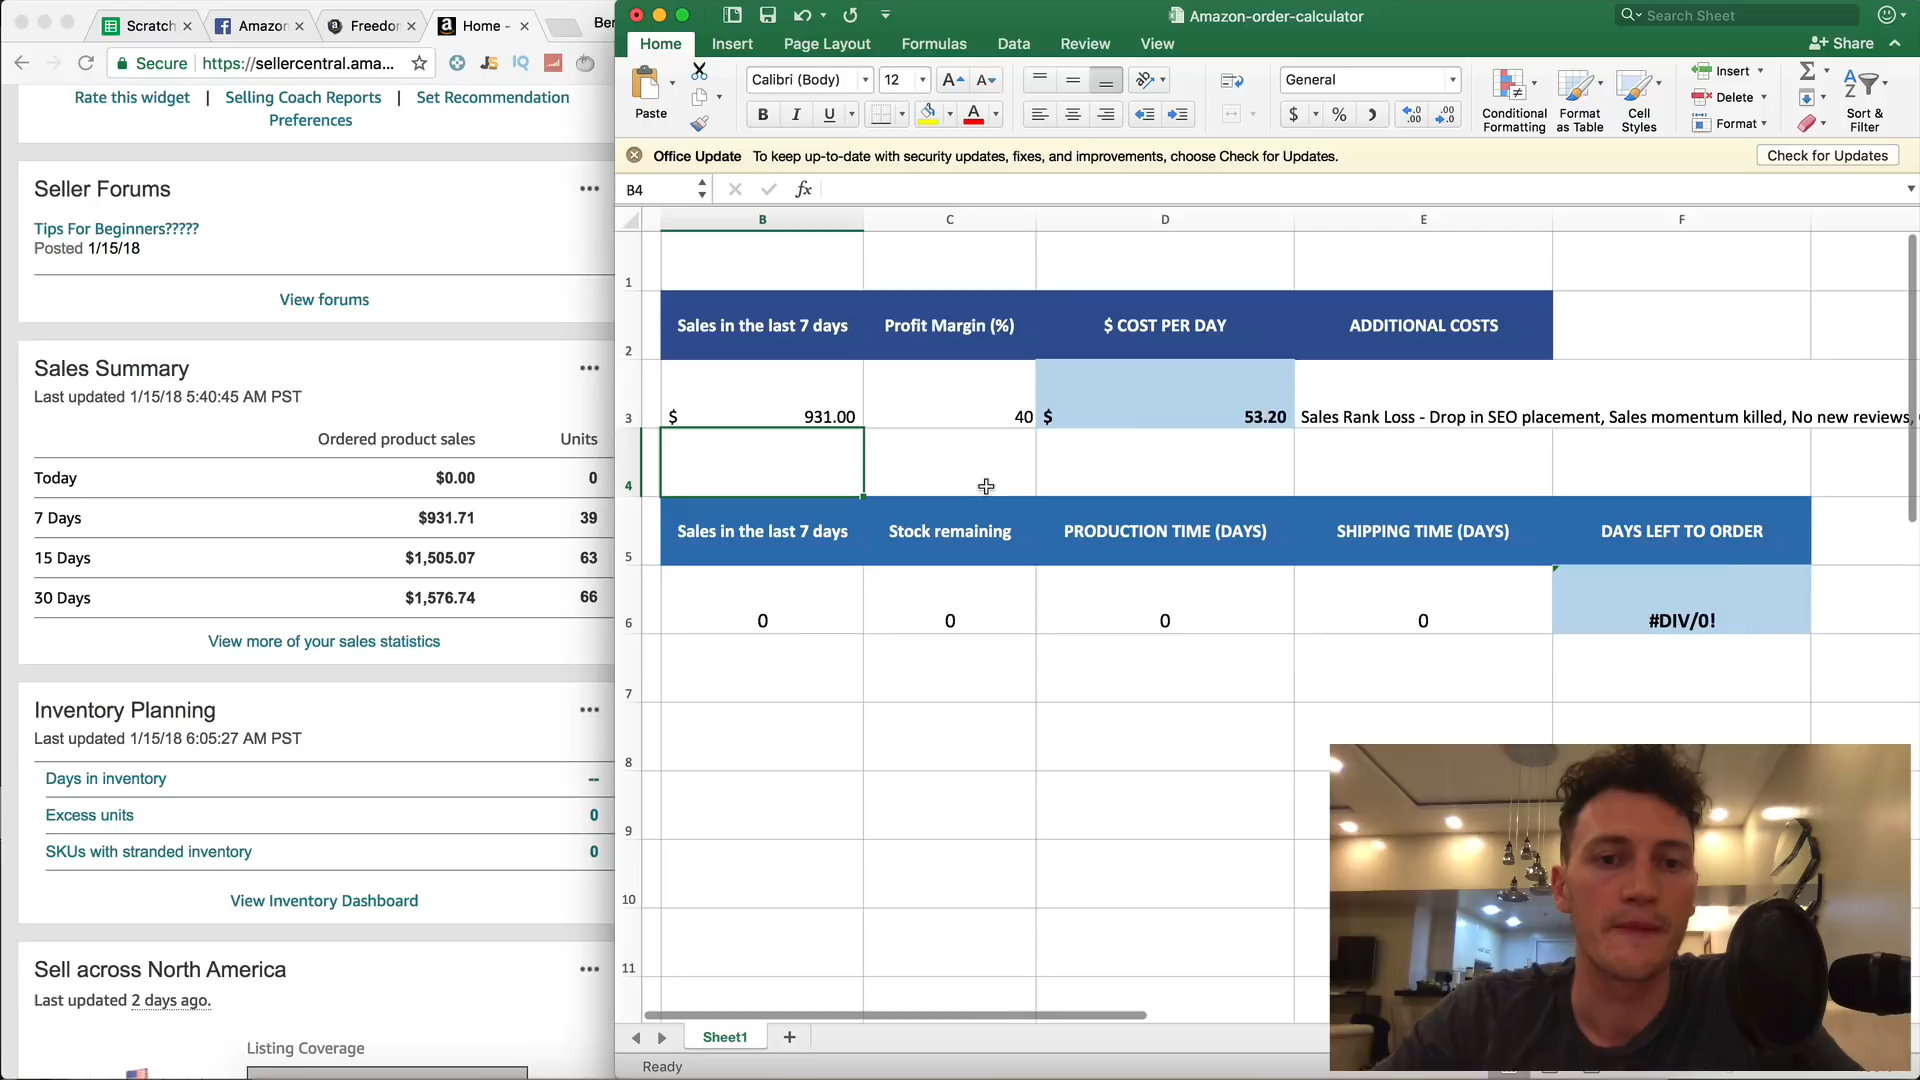 Scratch
Amazon
Freedom
Home -
Ber
Secure
https://sellercentral.ama...
Rate this widget | Selling Coach Reports | Set Recommendation
Preferences
Seller Forums
Tips For Beginners?????
Posted 1/15/18
View forums
Sales Summary
Last updated 1/15/18 5:40:45 AM PST
Ordered product sales Units
Today $0.00 0
7 Days $931.71 39
15 Days $1,505.07 63
30 Days $1,576.74 66
View more of your sales statistics
Inventory Planning
Last updated 1/15/18 6:05:27 AM PST
Days in inventory --
Excess units 0
SKUs with stranded inventory 0
View Inventory Dashboard
Sell across North America
Last updated 2 days ago.
Listing Coverage
Amazon-order-calculator
Search Sheet
Home Insert Page Layout Formulas Data Review View
Share
Paste
Calibri (Body) 12
B I U
General
$ %
Conditional
Formatting
Format
as Table
Cell
Styles
Insert
Delete
Format
Sort &
Filter
Office Update To keep up-to-date with security updates, fixes, and improvements, choose Check for Updates.
Check for Updates
B4 fx
B C D E F
1
2 Sales in the last 7 days Profit Margin (%) $ COST PER DAY ADDITIONAL COSTS
3 $ 931.00 40 $ 53.20 Sales Rank Loss - Drop in SEO placement, Sales momentum killed, No new reviews,
4
5 Sales in the last 7 days Stock remaining PRODUCTION TIME (DAYS) SHIPPING TIME (DAYS) DAYS LEFT TO ORDER
6 0 0 0 0 #DIV/0!
7
8
9
10
11
Sheet1
Ready